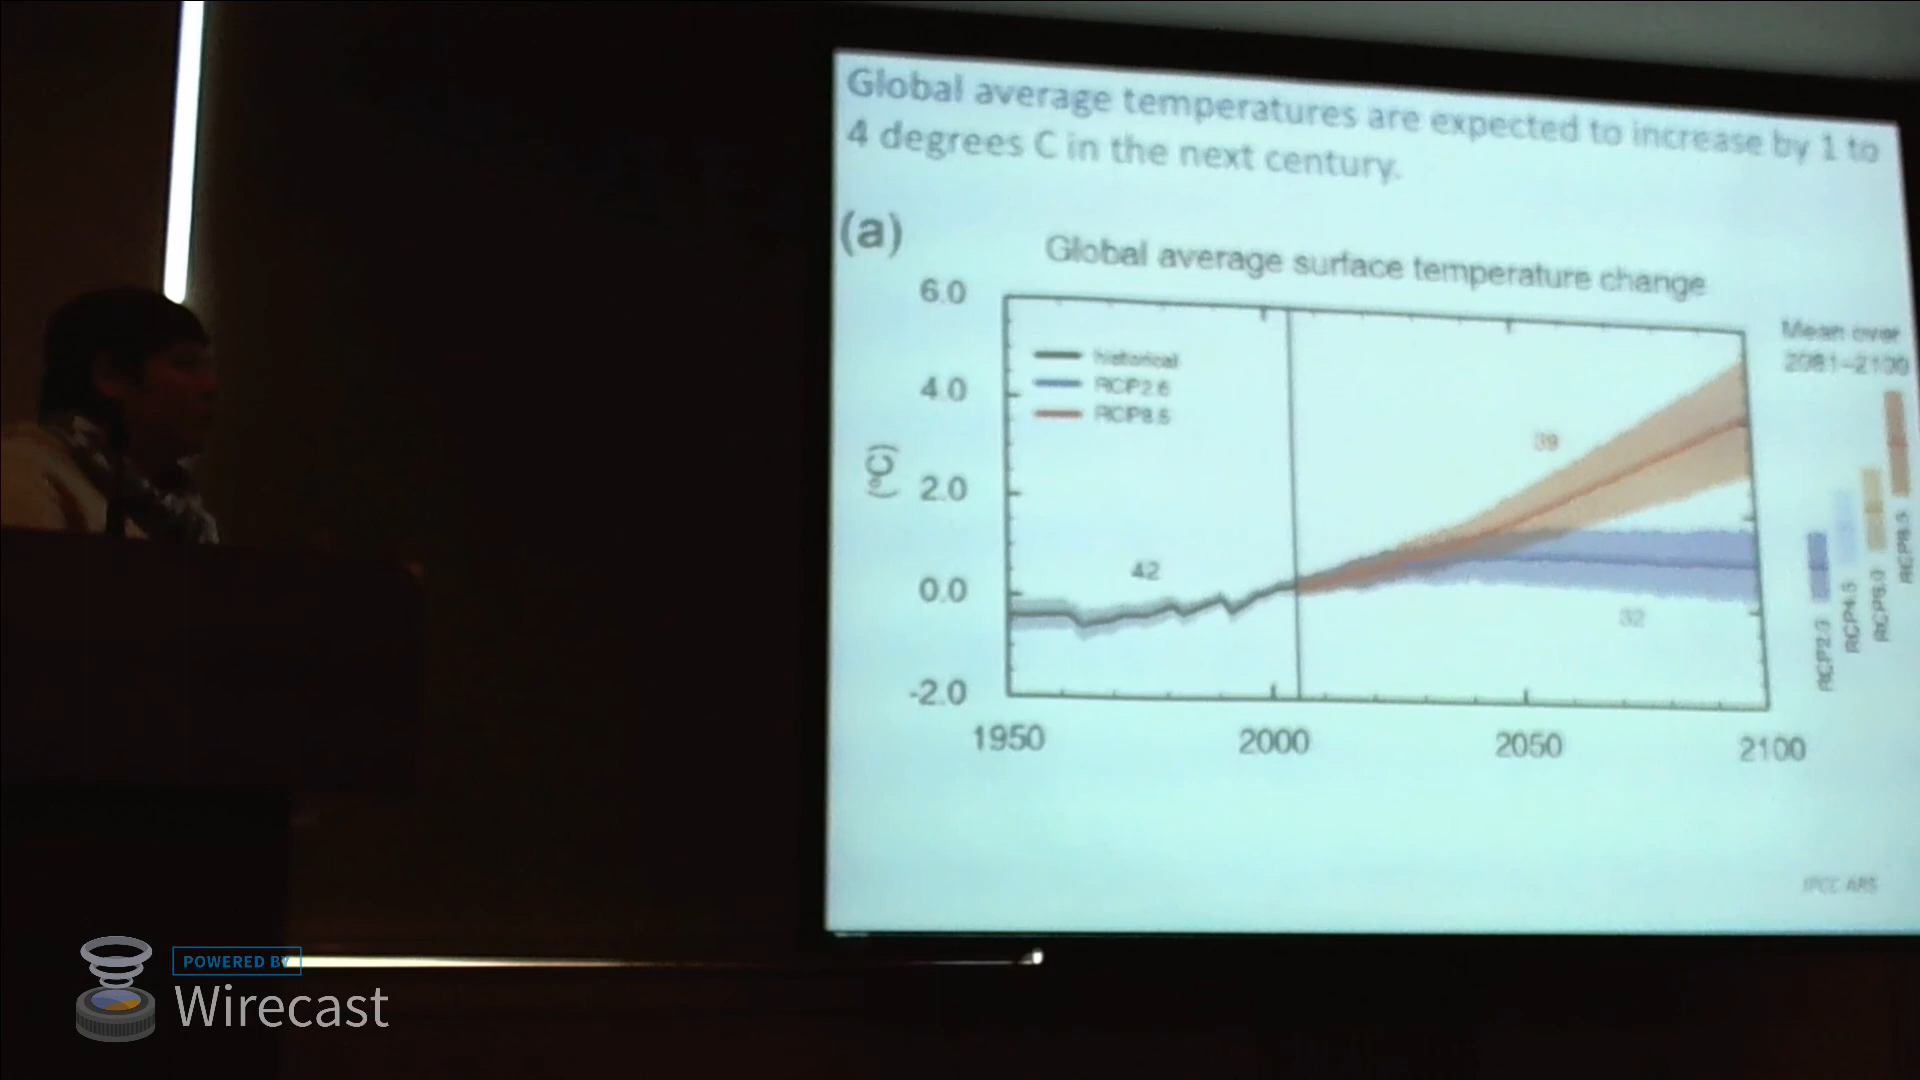 Global average temperatures are expected to increase by 1 to
4 degrees C in the next century.
(a)
Global average surface temperature change
6.0
4.0
2.0
0.0
-2.0
(°C)
historical
RCP2.6
RCP8.5
42
39
32
1950
2000
2050
2100
Mean over
2081–2100
RCP2.6
RCP4.5
RCP6.0
RCP8.5
IPCC AR5
POWERED BY
Wirecast